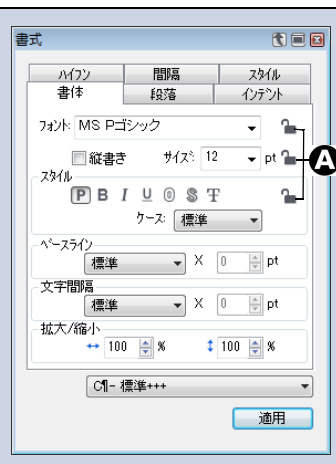 書式
ハイフン 間隔 スタイル
書体 段落 インデント
フォント: MS Pゴシック
縦書き サイズ: 12 pt
A
スタイル
P B I U O S T
ケース: 標準
ベースライン
標準 X 0 pt
文字間隔
標準 X 0 pt
拡大/縮小
↔ 100 % ↕ 100 %
C¶- 標準+++
適用